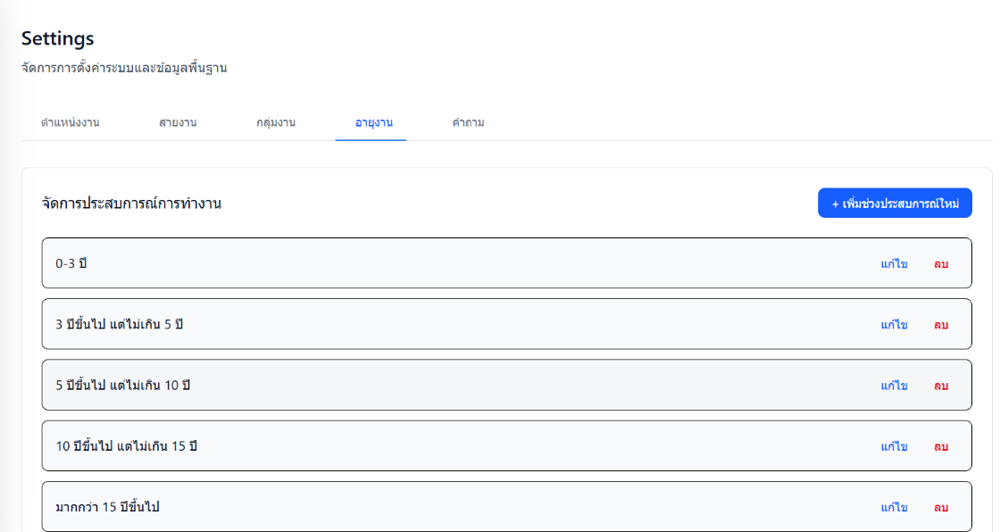 Settings
จัดการการตั้งค่าระบบและข้อมูลพื้นฐาน
ตำแหน่งงาน สายงาน กลุ่มงาน อายุงาน คำถาม
จัดการประสบการณ์การทำงาน + เพิ่มช่วงประสบการณ์ใหม่
0-3 ปี แก้ไข ลบ
3 ปีขึ้นไป แต่ไม่เกิน 5 ปี แก้ไข ลบ
5 ปีขึ้นไป แต่ไม่เกิน 10 ปี แก้ไข ลบ
10 ปีขึ้นไป แต่ไม่เกิน 15 ปี แก้ไข ลบ
มากกว่า 15 ปีขึ้นไป แก้ไข ลบ